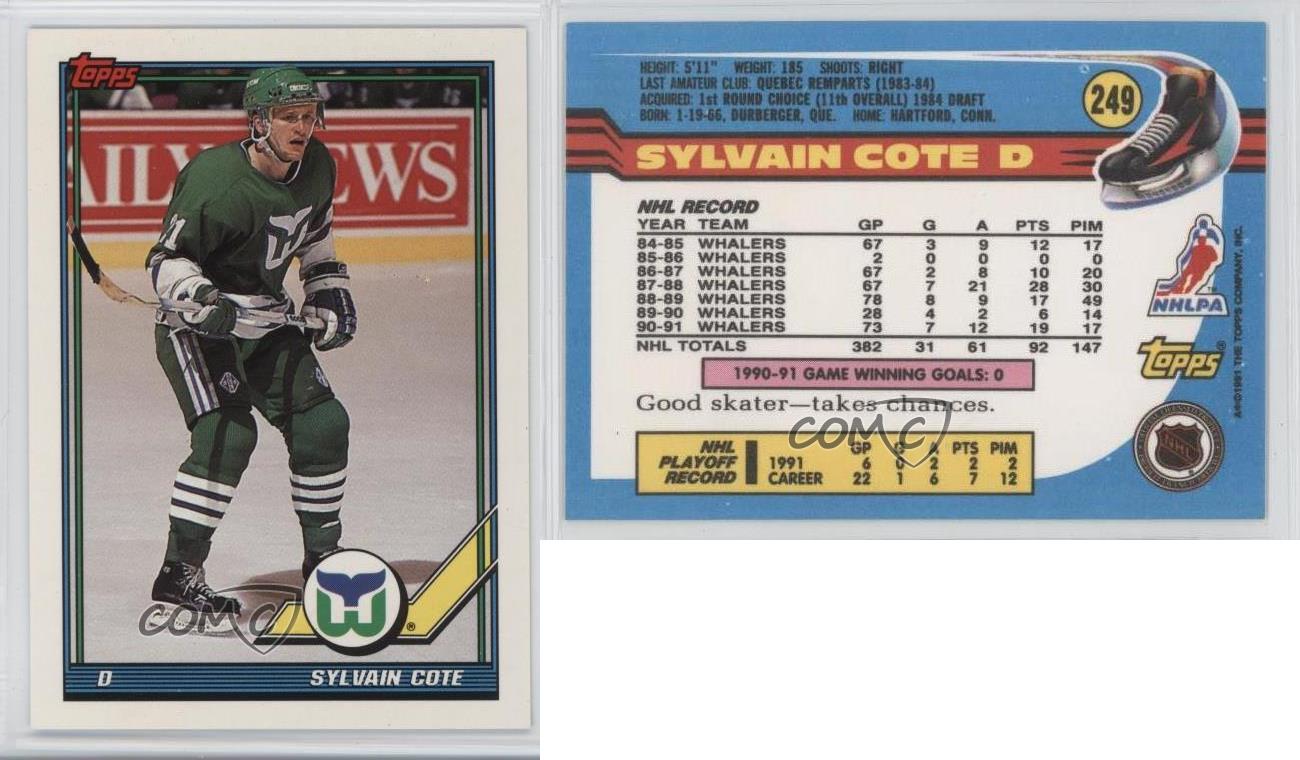 topps
AILY NEWS
21
COMC
®
D SYLVAIN COTE
HEIGHT: 5'11" WEIGHT: 185 SHOOTS: RIGHT
LAST AMATEUR CLUB: QUEBEC REMPARTS (1983-84)
ACQUIRED: 1st ROUND CHOICE (11th OVERALL) 1984 DRAFT
BORN: 1-19-66, DURBERGER, QUE. HOME: HARTFORD, CONN.
249
SYLVAIN COTE D
NHL RECORD
YEAR TEAM GP G A PTS PIM
84-85 WHALERS 67 3 9 12 17
85-86 WHALERS 2 0 0 0 0
86-87 WHALERS 67 2 8 10 20
87-88 WHALERS 67 7 21 28 30
88-89 WHALERS 78 8 9 17 49
89-90 WHALERS 28 4 2 6 14
90-91 WHALERS 73 7 12 19 17
NHL TOTALS 382 31 61 92 147
1990-91 GAME WINNING GOALS: 0
Good skater—takes chances.
COMC
NHL PLAYOFF RECORD
GP G A PTS PIM
1991 6 0 2 2 2
CAREER 22 1 6 7 12
NHLPA
TM
topps®
NHL
A®©1991 THE TOPPS COMPANY, INC.